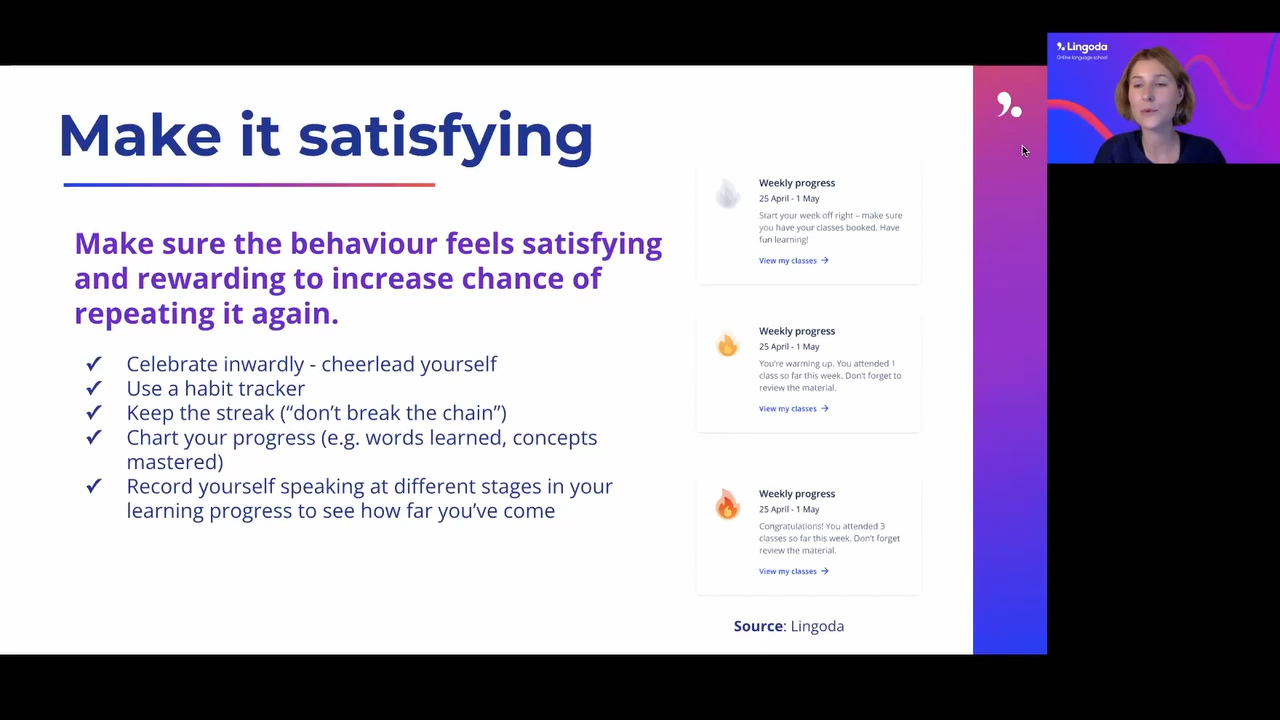 Make it satisfying
Make sure the behaviour feels satisfying
and rewarding to increase chance of
repeating it again.
✓ Celebrate inwardly - cheerlead yourself
✓ Use a habit tracker
✓ Keep the streak (“don’t break the chain”)
✓ Chart your progress (e.g. words learned, concepts
mastered)
✓ Record yourself speaking at different stages in your
learning progress to see how far you’ve come
Weekly progress
25 April - 1 May
Start your week off right – make sure
you have your classes booked. Have
fun learning!
View my classes →
Weekly progress
25 April - 1 May
You’re warming up. You attended 1
class so far this week. Don’t forget to
review the material.
View my classes →
Weekly progress
25 April - 1 May
Congratulations! You attended 3
classes so far this week. Don’t forget
review the material.
View my classes →
Source: Lingoda
Lingoda
Online language school